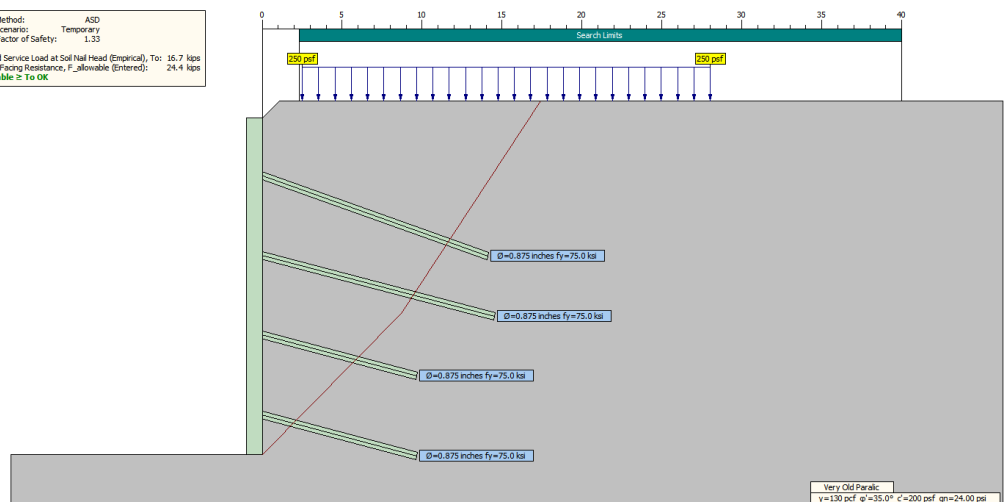 ethod: ASD
cenario: Temporary
actor of Safety: 1.33
Service Load at Soil Nail Head (Empirical), To: 16.7 kips
Facing Resistance, F_allowable (Entered): 24.4 kips
ble ≥ To OK
0 5 10 15 20 25 30 35 40
Search Limits
250 psf 250 psf
Ø=0.875 inches fy=75.0 ksi
Ø=0.875 inches fy=75.0 ksi
Ø=0.875 inches fy=75.0 ksi
Ø=0.875 inches fy=75.0 ksi
Very Old Paralic
γ=130 pcf φ'=35.0° c'=200 psf qn=24.00 psi